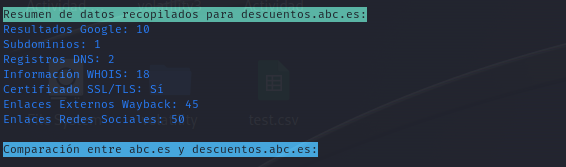 Resumen de datos recopilados para descuentos.abc.es:
Resultados Google: 10
Subdominios: 1
Registros DNS: 2
Información WHOIS: 18
Certificado SSL/TLS: Sí
Enlaces Externos Wayback: 45
Enlaces Redes Sociales: 50
test.csv
Comparación entre abc.es y descuentos.abc.es: